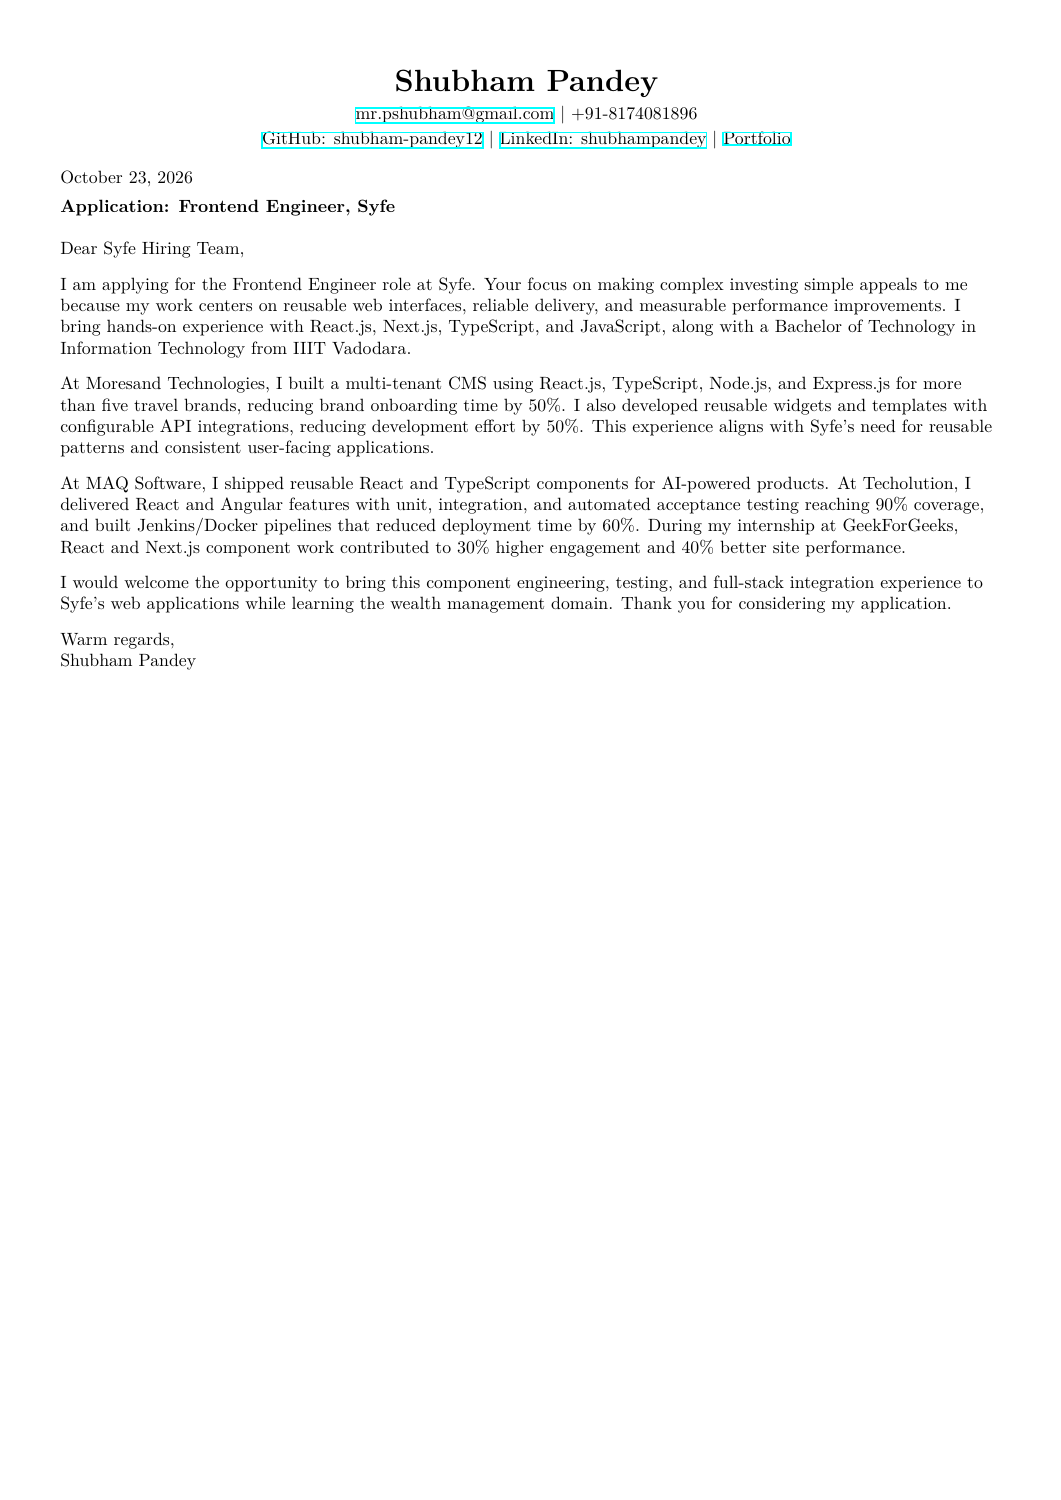 Shubham Pandey
mr.pshubham@gmail.com | +91-8174081896
GitHub: shubham-pandey12 | LinkedIn: shubhampandey | Portfolio
October 23, 2026
Application: Frontend Engineer, Syfe
Dear Syfe Hiring Team,
I am applying for the Frontend Engineer role at Syfe. Your focus on making complex investing simple appeals to me
because my work centers on reusable web interfaces, reliable delivery, and measurable performance improvements. I
bring hands-on experience with React.js, Next.js, TypeScript, and JavaScript, along with a Bachelor of Technology in
Information Technology from IIIT Vadodara.
At Moresand Technologies, I built a multi-tenant CMS using React.js, TypeScript, Node.js, and Express.js for more
than five travel brands, reducing brand onboarding time by 50%. I also developed reusable widgets and templates with
configurable API integrations, reducing development effort by 50%. This experience aligns with Syfe's need for reusable
patterns and consistent user-facing applications.
At MAQ Software, I shipped reusable React and TypeScript components for AI-powered products. At Techolution, I
delivered React and Angular features with unit, integration, and automated acceptance testing reaching 90% coverage,
and built Jenkins/Docker pipelines that reduced deployment time by 60%. During my internship at GeekForGeeks,
React and Next.js component work contributed to 30% higher engagement and 40% better site performance.
I would welcome the opportunity to bring this component engineering, testing, and full-stack integration experience to
Syfe's web applications while learning the wealth management domain. Thank you for considering my application.
Warm regards,
Shubham Pandey